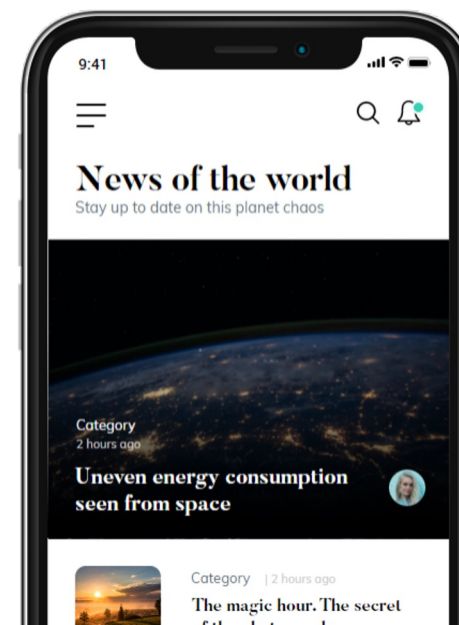 9:41
News of the world
Stay up to date on this planet chaos
Category
2 hours ago
Uneven energy consumption
seen from space
Category | 2 hours ago
The magic hour. The secret